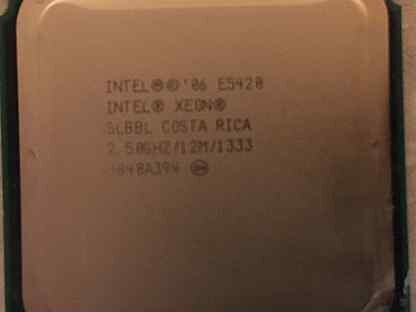 INTEL®©'06 E5420
INTEL® XEON®
SLBBL COSTA RICA
2.50GHZ/12M/1333